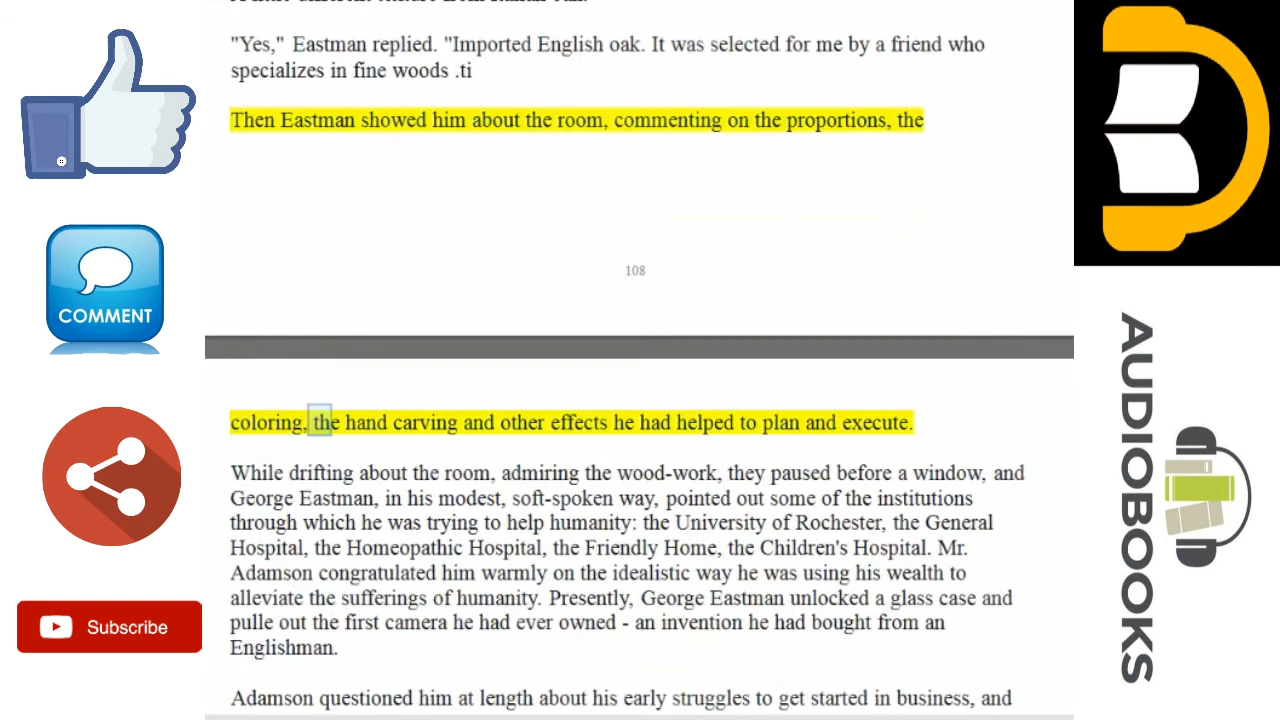 "Yes," Eastman replied. "Imported English oak. It was selected for me by a friend who
specializes in fine woods .ti
Then Eastman showed him about the room, commenting on the proportions, the
108
coloring, the hand carving and other effects he had helped to plan and execute.
While drifting about the room, admiring the wood-work, they paused before a window, and
George Eastman, in his modest, soft-spoken way, pointed out some of the institutions
through which he was trying to help humanity: the University of Rochester, the General
Hospital, the Homeopathic Hospital, the Friendly Home, the Children's Hospital. Mr.
Adamson congratulated him warmly on the idealistic way he was using his wealth to
alleviate the sufferings of humanity. Presently, George Eastman unlocked a glass case and
pulle out the first camera he had ever owned - an invention he had bought from an
Englishman.
Adamson questioned him at length about his early struggles to get started in business, and
COMMENT
Subscribe
AUDIOBOOKS